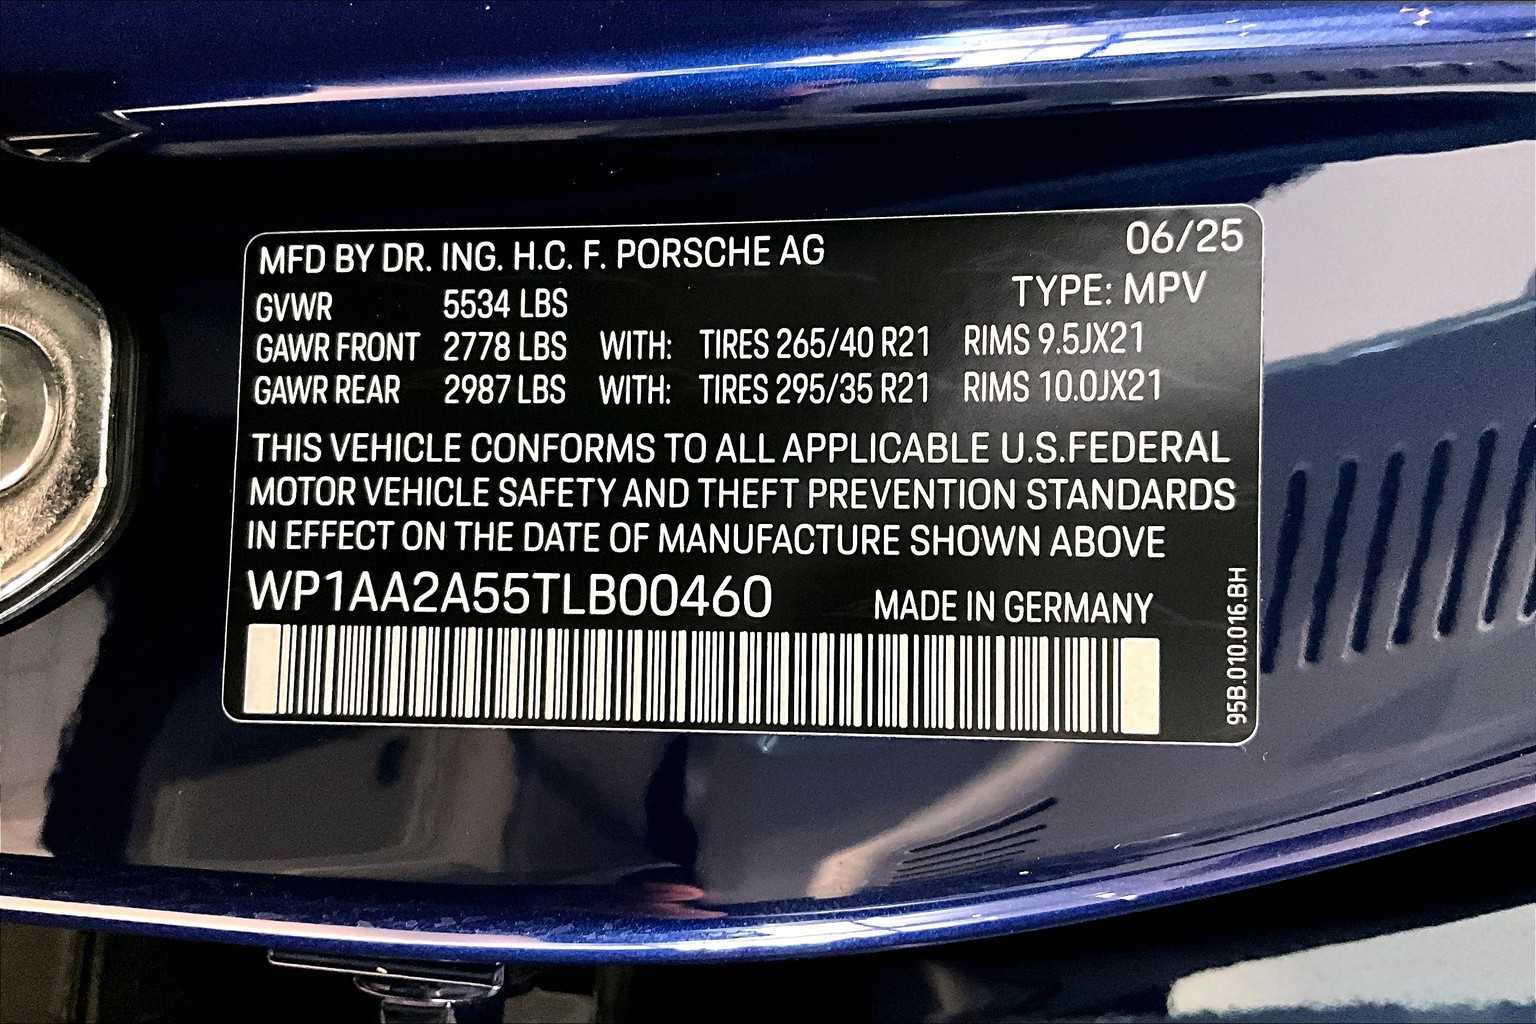 MFD BY DR. ING. H.C. F. PORSCHE AG 06/25
GVWR 5534 LBS TYPE: MPV
GAWR FRONT 2778 LBS WITH: TIRES 265/40 R21 RIMS 9.5JX21
GAWR REAR 2987 LBS WITH: TIRES 295/35 R21 RIMS 10.0JX21
THIS VEHICLE CONFORMS TO ALL APPLICABLE U.S.FEDERAL
MOTOR VEHICLE SAFETY AND THEFT PREVENTION STANDARDS
IN EFFECT ON THE DATE OF MANUFACTURE SHOWN ABOVE
WP1AA2A55TLB00460 MADE IN GERMANY
95B.010.016.BH